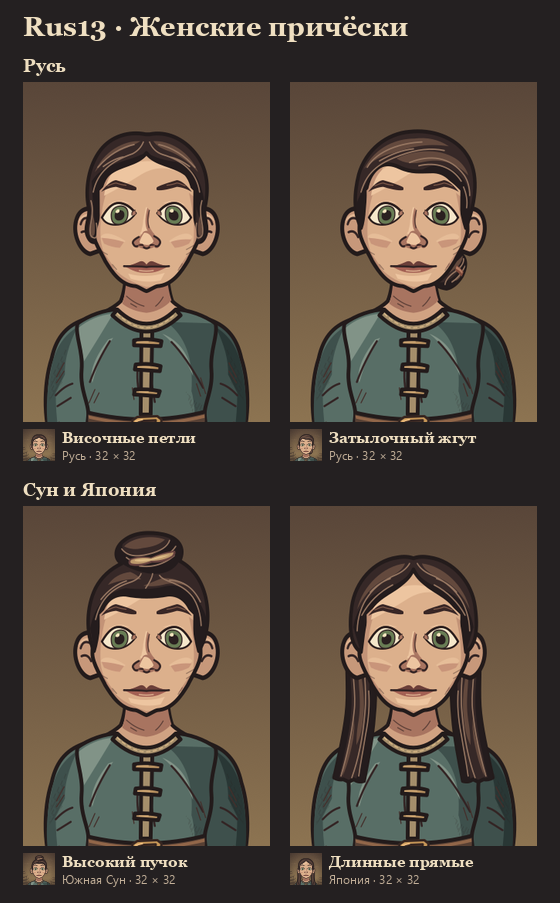 Rus13 · Женские причёски
Русь
Височные петли
Русь · 32 × 32
Затылочный жгут
Русь · 32 × 32
Сун и Япония
Высокий пучок
Южная Сун · 32 × 32
Длинные прямые
Япония · 32 × 32